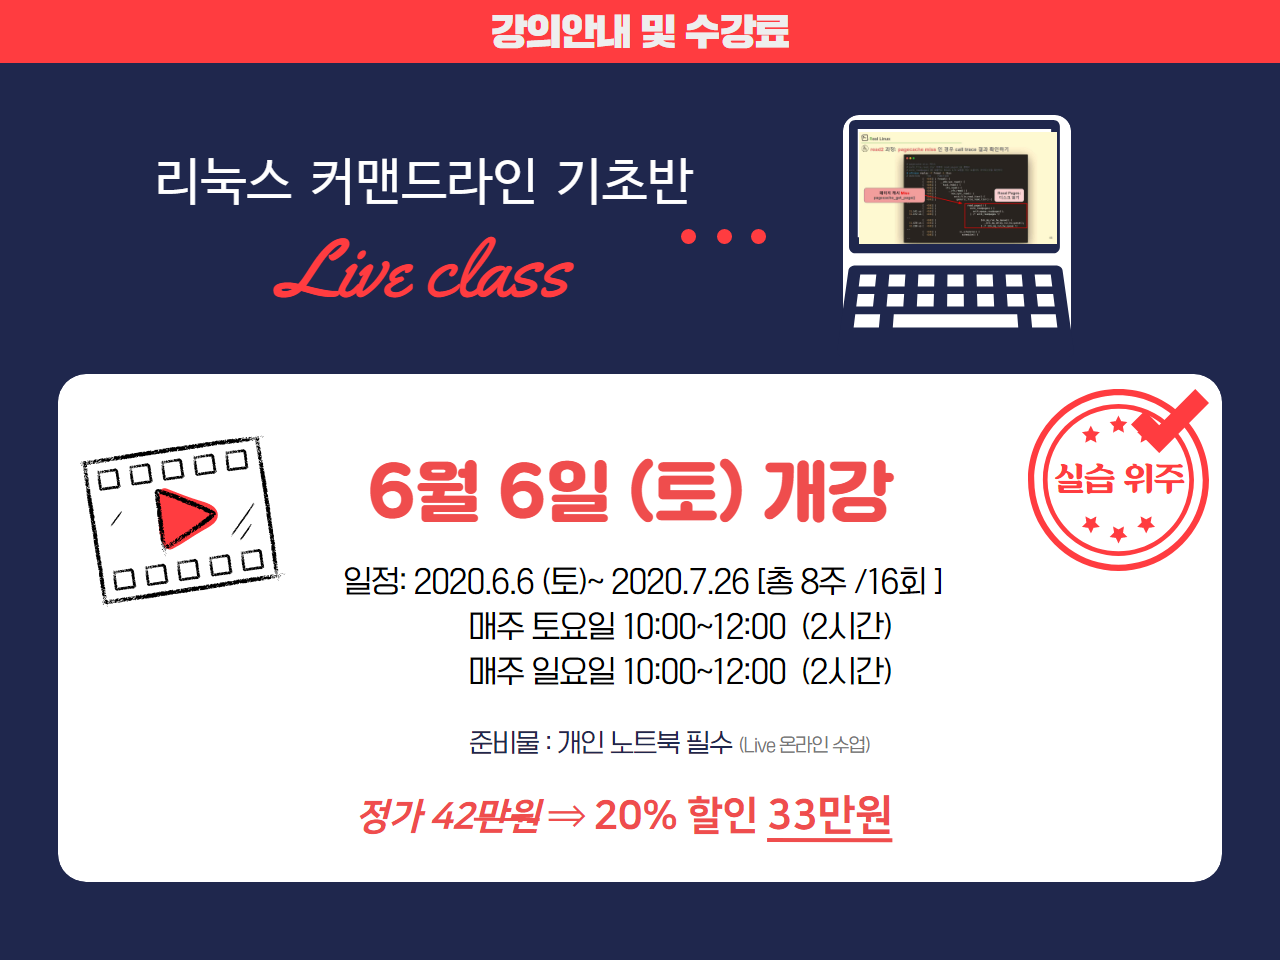 강의안내 및 수강료
리눅스 커맨드라인 기초반
Live class
실습 위주
6월 6일 (토) 개강
일정: 2020.6.6 (토)~ 2020.7.26 [총 8주 /16회 ]
매주 토요일 10:00~12:00 (2시간)
매주 일요일 10:00~12:00 (2시간)
준비물 : 개인 노트북 필수 (Live 온라인 수업)
정가 42만원 ⇒ 20% 할인 33만원